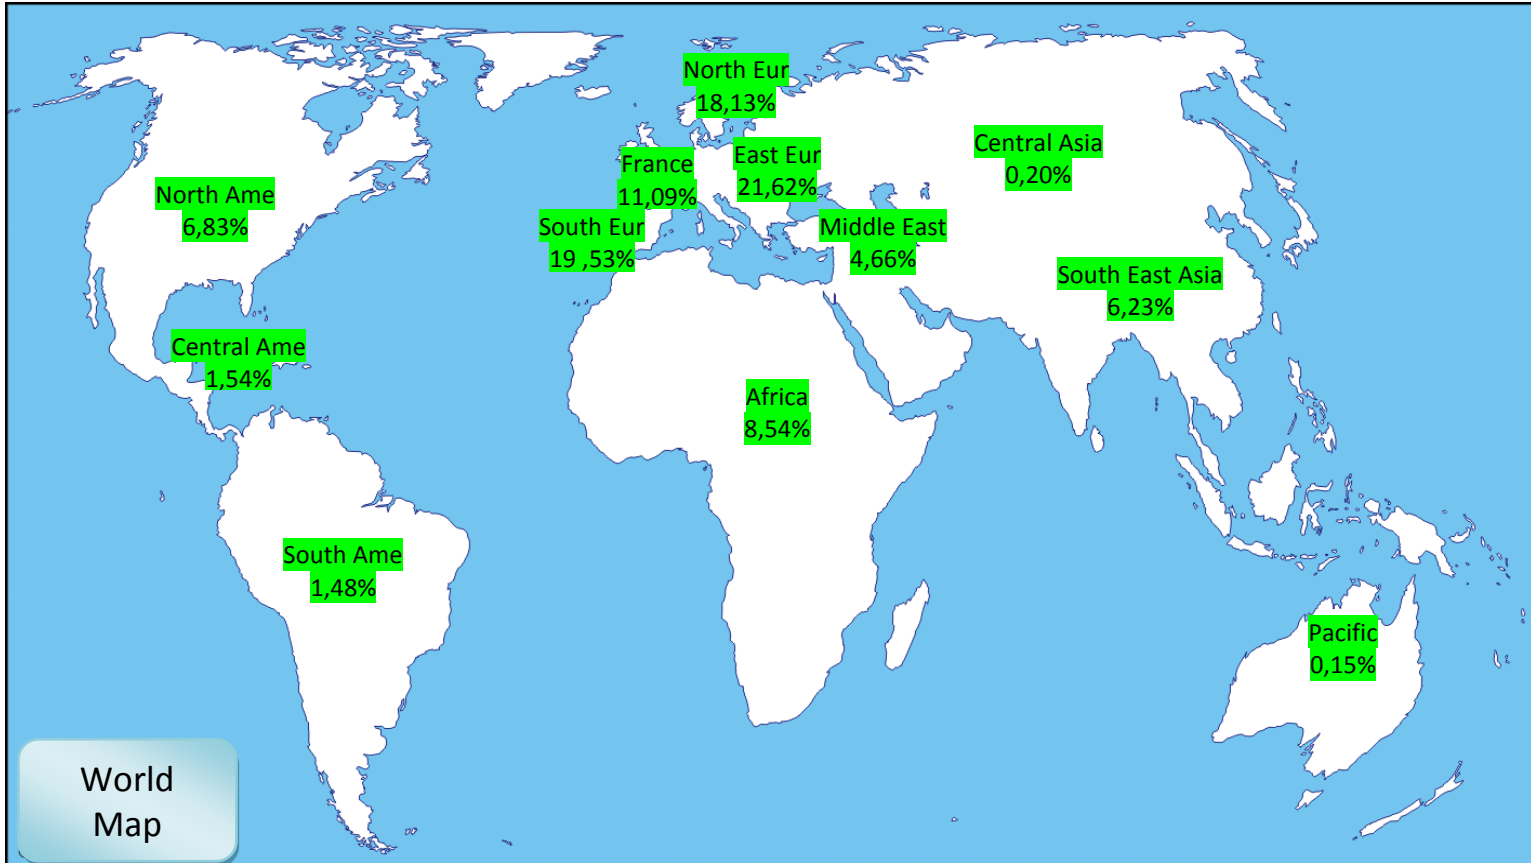 North Eur
18,13%
Central Asia
0,20%
France
11,09%
East Eur
21,62%
North Ame
6,83%
South Eur
19 ,53%
Middle East
4,66%
South East Asia
6,23%
Central Ame
1,54%
Africa
8,54%
South Ame
1,48%
Pacific
0,15%
World
Map